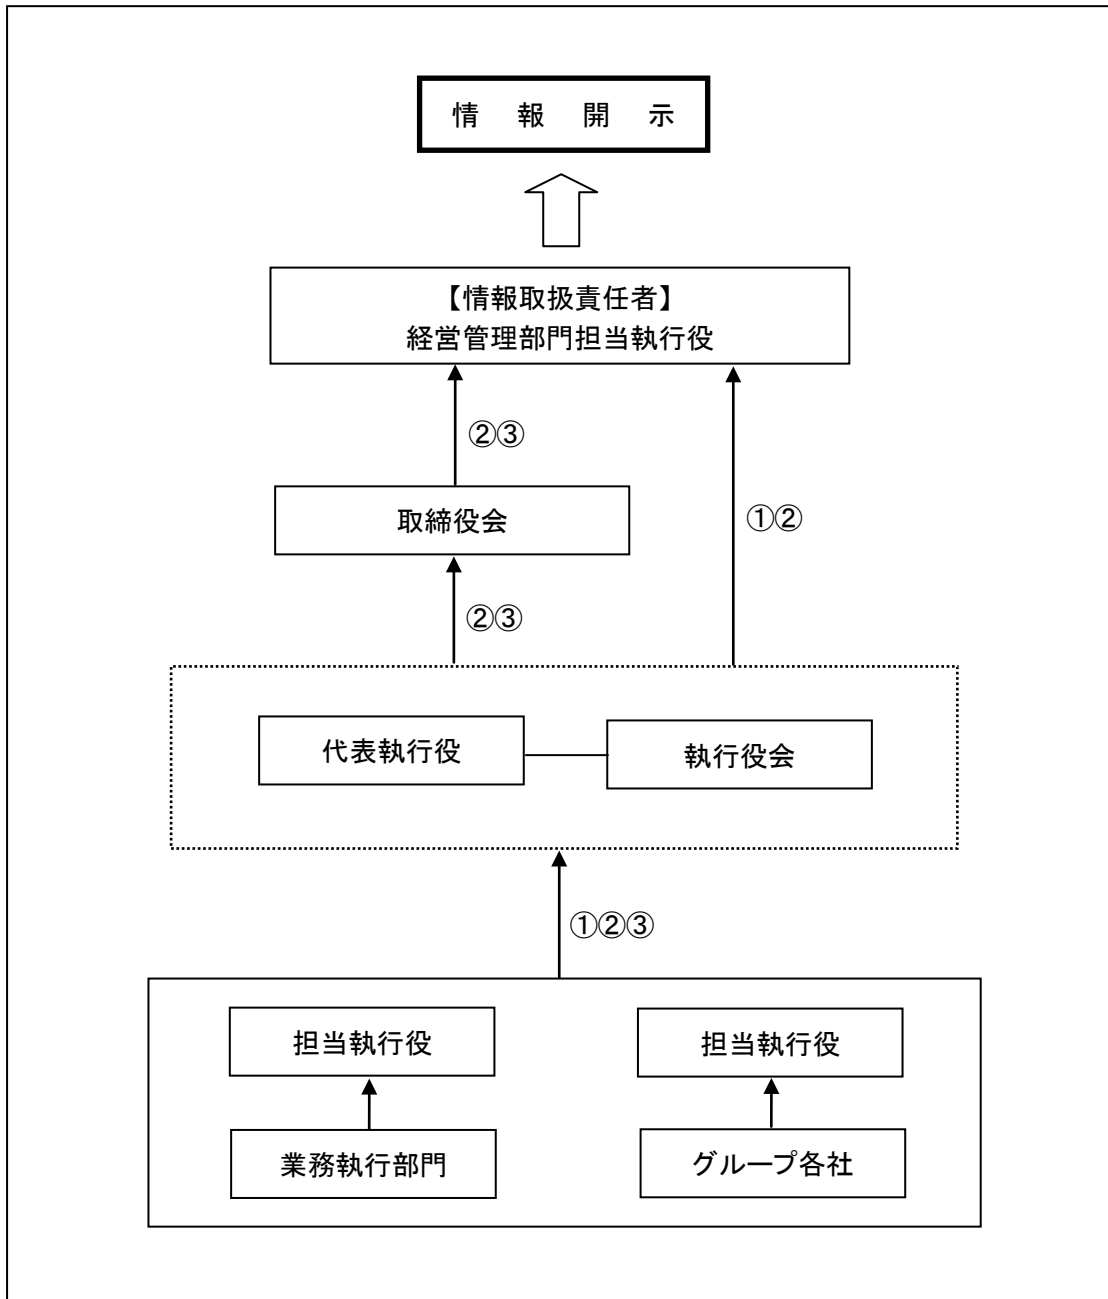 情 報 開 示
【情報取扱責任者】
経営管理部門担当執行役
②③
取締役会
①②
②③
代表執行役
執行役会
①②③
担当執行役
担当執行役
業務執行部門
グループ各社